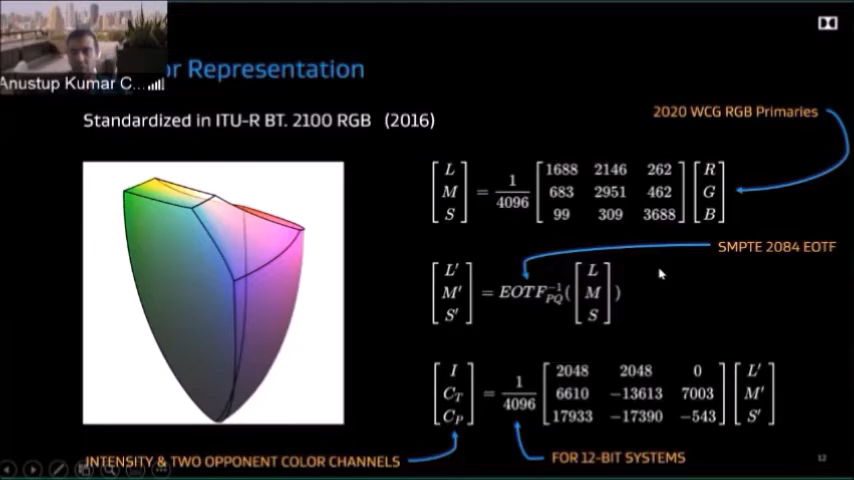 Anustup Kumar C...
or Representation
Standardized in ITU-R BT. 2100 RGB (2016)
2020 WCG RGB Primaries
[L M S] = 1/4096 [1688 2146 262; 683 2951 462; 99 309 3688] [R G B]
SMPTE 2084 EOTF
[L′ M′ S′] = EOTF_PQ^−1([L M S])
[I C_T C_P] = 1/4096 [2048 2048 0; 6610 −13613 7003; 17933 −17390 −543] [L′ M′ S′]
INTENSITY & TWO OPPONENT COLOR CHANNELS
FOR 12-BIT SYSTEMS
12